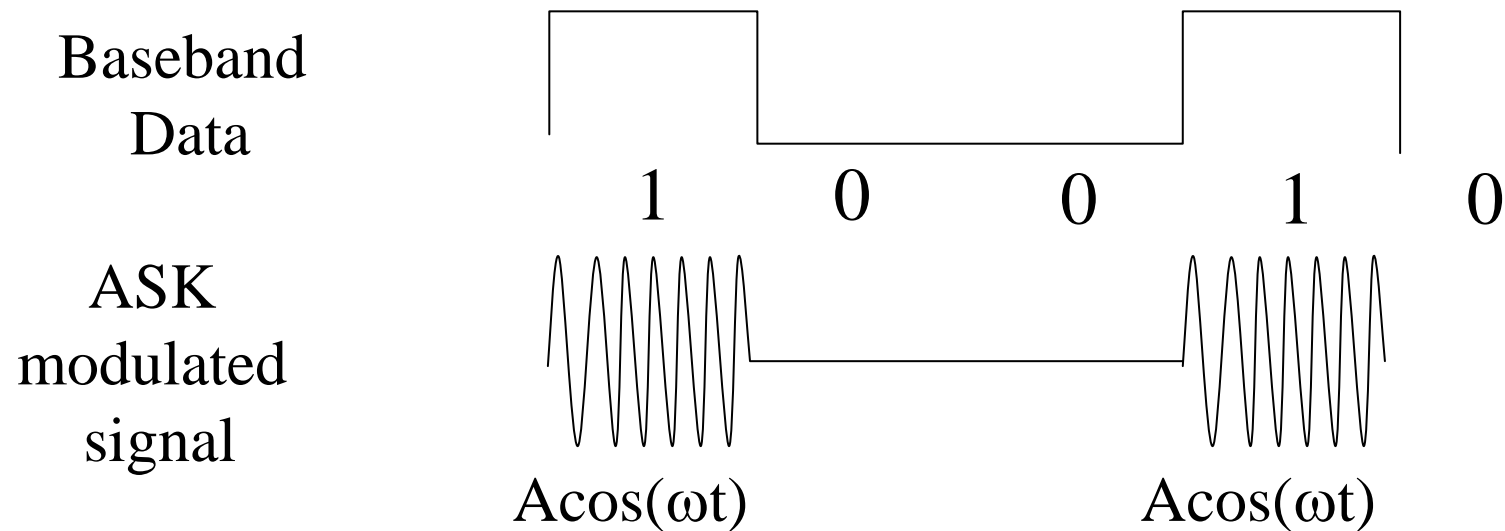 Baseband
Data
1 0 0 1 0
ASK
modulated
signal
Acos(ωt) Acos(ωt)